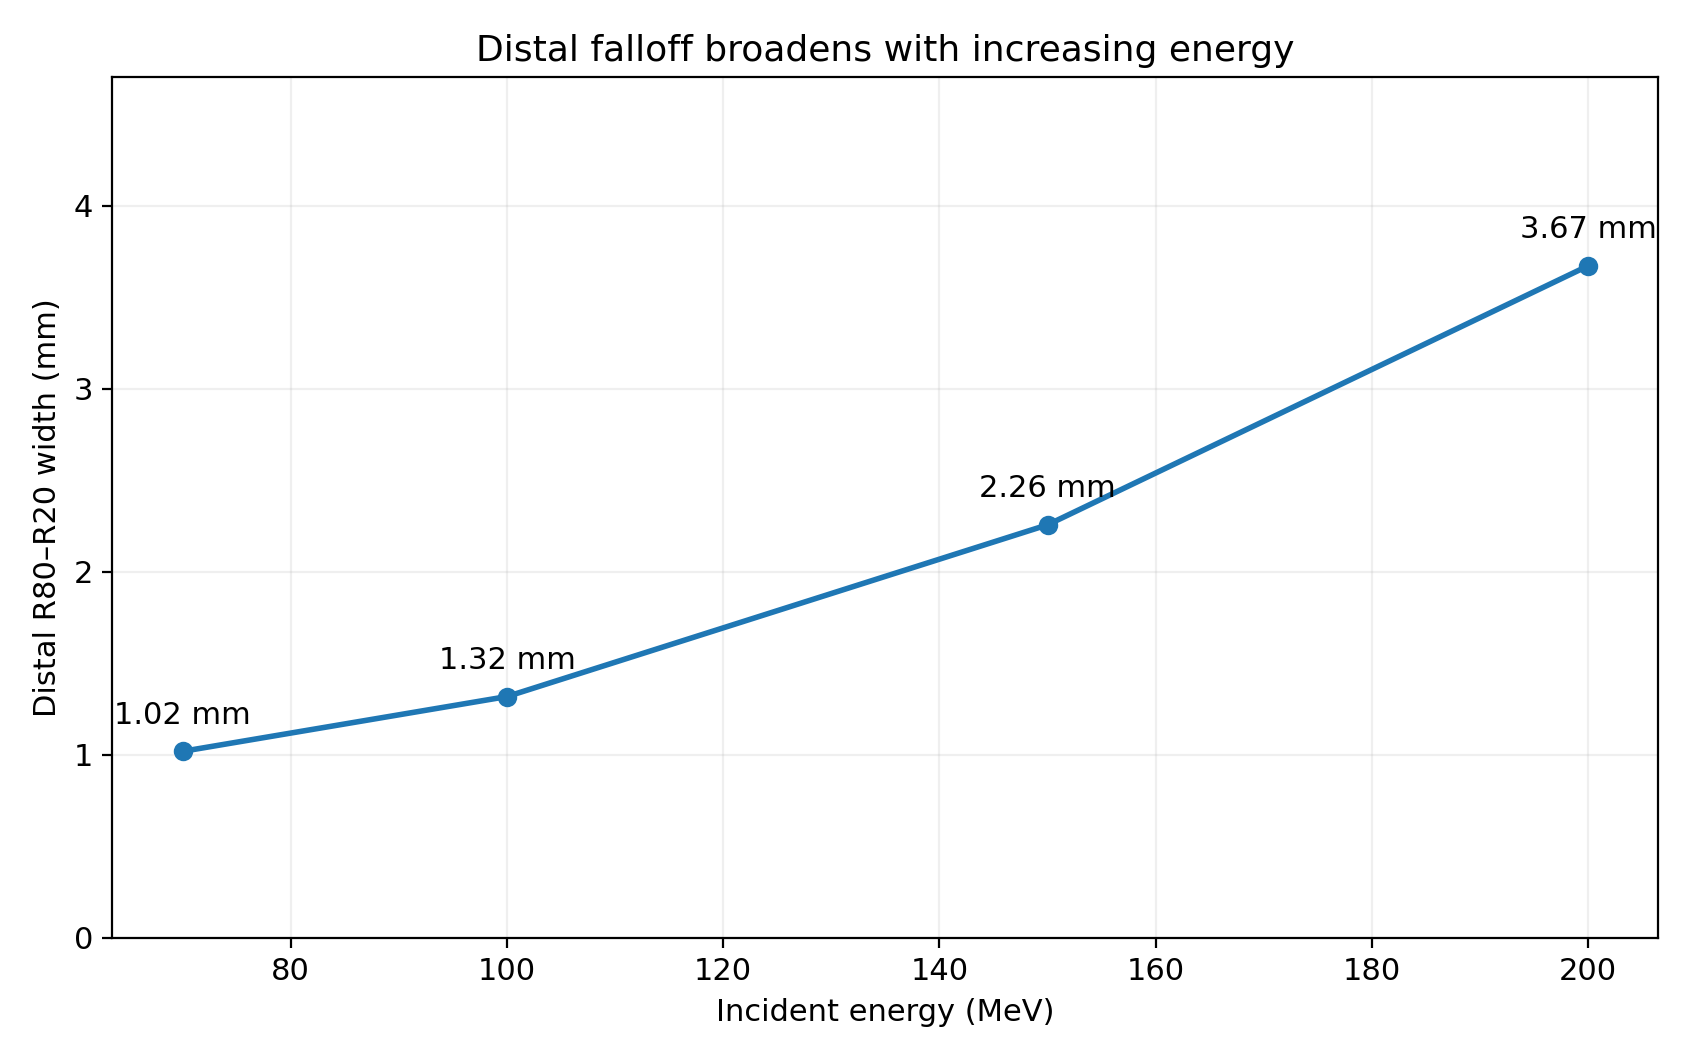 Distal falloff broadens with increasing energy
Distal R80–R20 width (mm)
4
3
2
1
0
3.67 mm
2.26 mm
1.32 mm
1.02 mm
80
100
120
140
160
180
200
Incident energy (MeV)